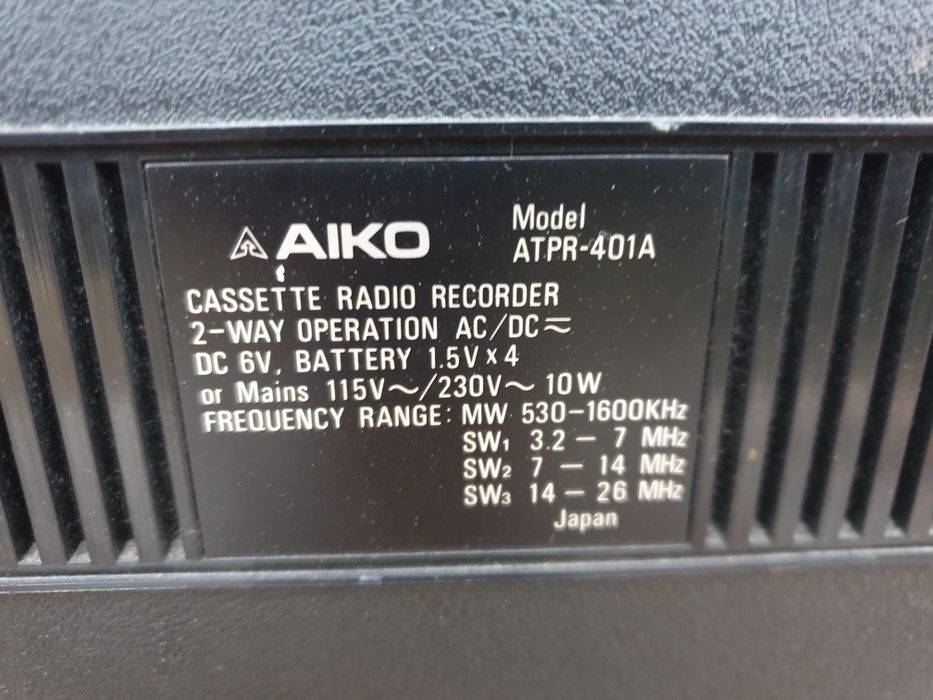 AIKO
Model
ATPR-401A
CASSETTE RADIO RECORDER
2-WAY OPERATION AC/DC⎓∼
DC 6V, BATTERY 1.5V x 4
or Mains 115V∼/230V∼ 10W
FREQUENCY RANGE: MW 530-1600KHz
SW₁ 3.2 - 7 MHz
SW₂ 7 - 14 MHz
SW₃ 14 - 26 MHz
Japan